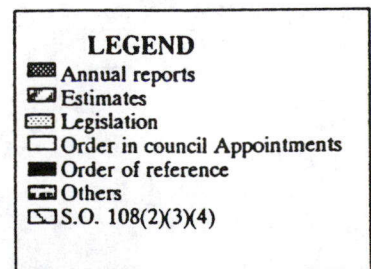 LEGEND
Annual reports
Estimates
Legislation
Order in council Appointments
Order of reference
Others
S.O. 108(2)(3)(4)